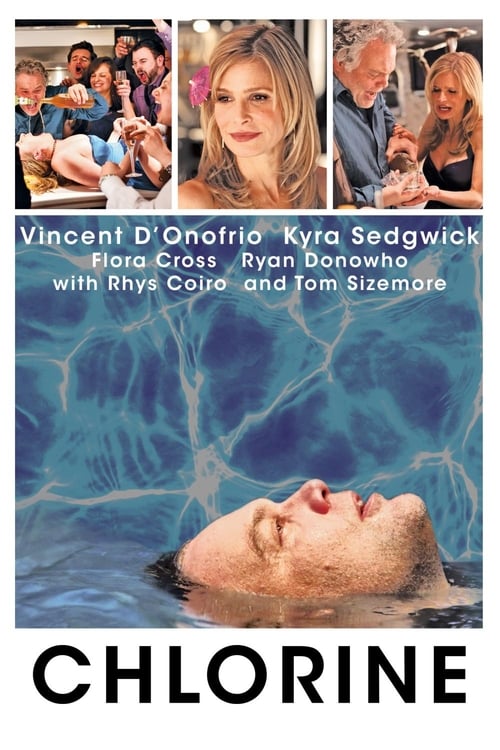 Vincent D'Onofrio Kyra Sedgwick
Flora Cross Ryan Donowho
with Rhys Coiro and Tom Sizemore
CHLORINE